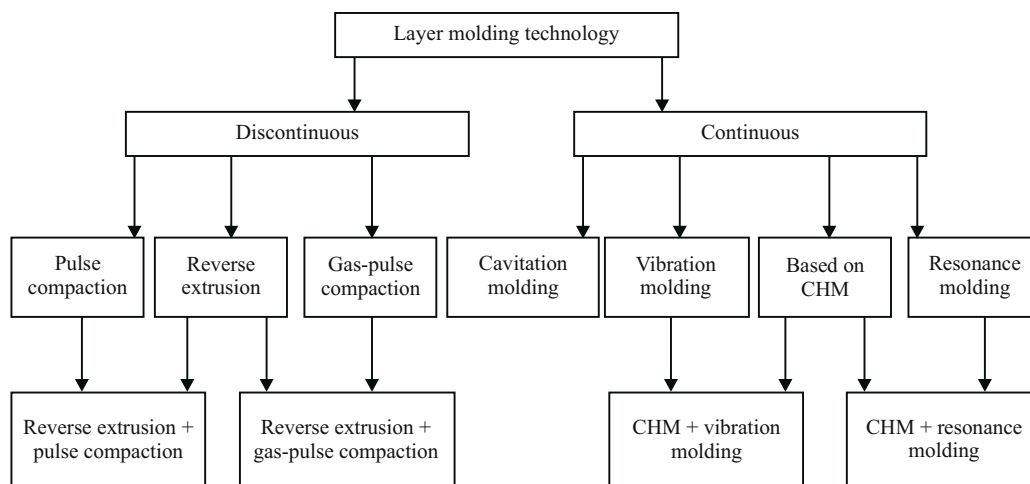 Layer molding technology
Discontinuous
Continuous
Pulse
compaction
Reverse
extrusion
Gas-pulse
compaction
Cavitation
molding
Vibration
molding
Based on
CHM
Resonance
molding
Reverse extrusion +
pulse compaction
Reverse extrusion +
gas-pulse compaction
CHM + vibration
molding
CHM + resonance
molding